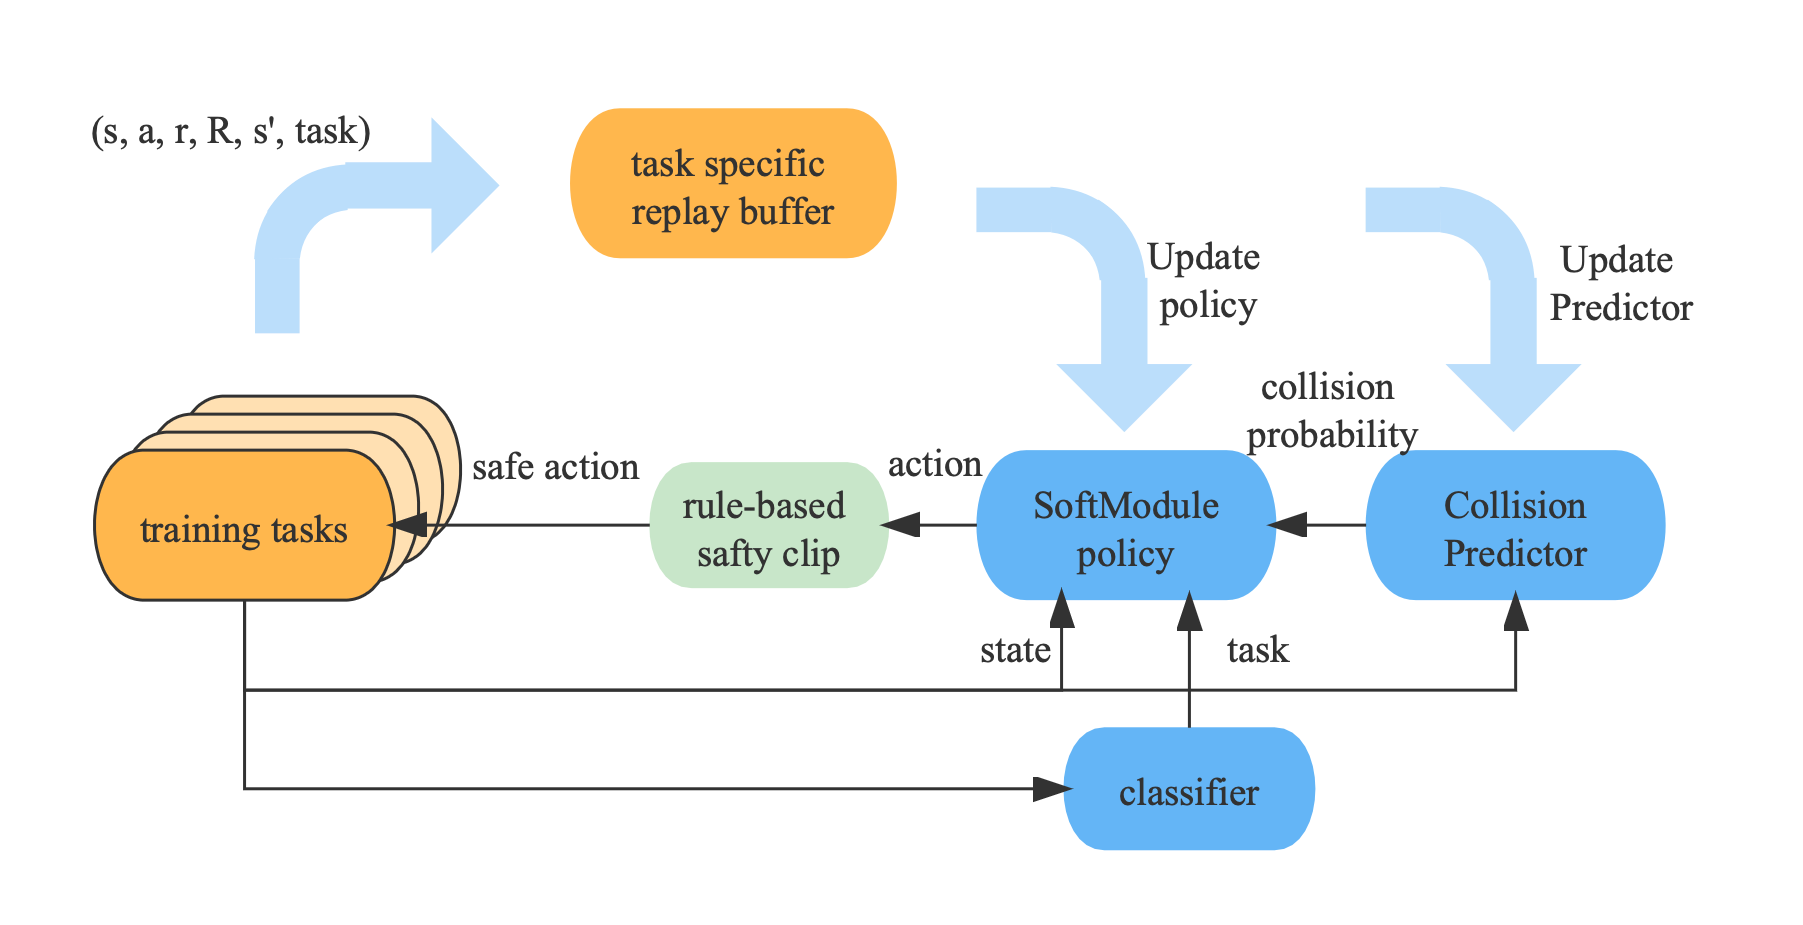 (s, a, r, R, s', task)
task specific
replay buffer
Update
policy
Update
Predictor
collision
probability
safe action
action
training tasks
rule-based
safty clip
SoftModule
policy
Collision
Predictor
state
task
classifier